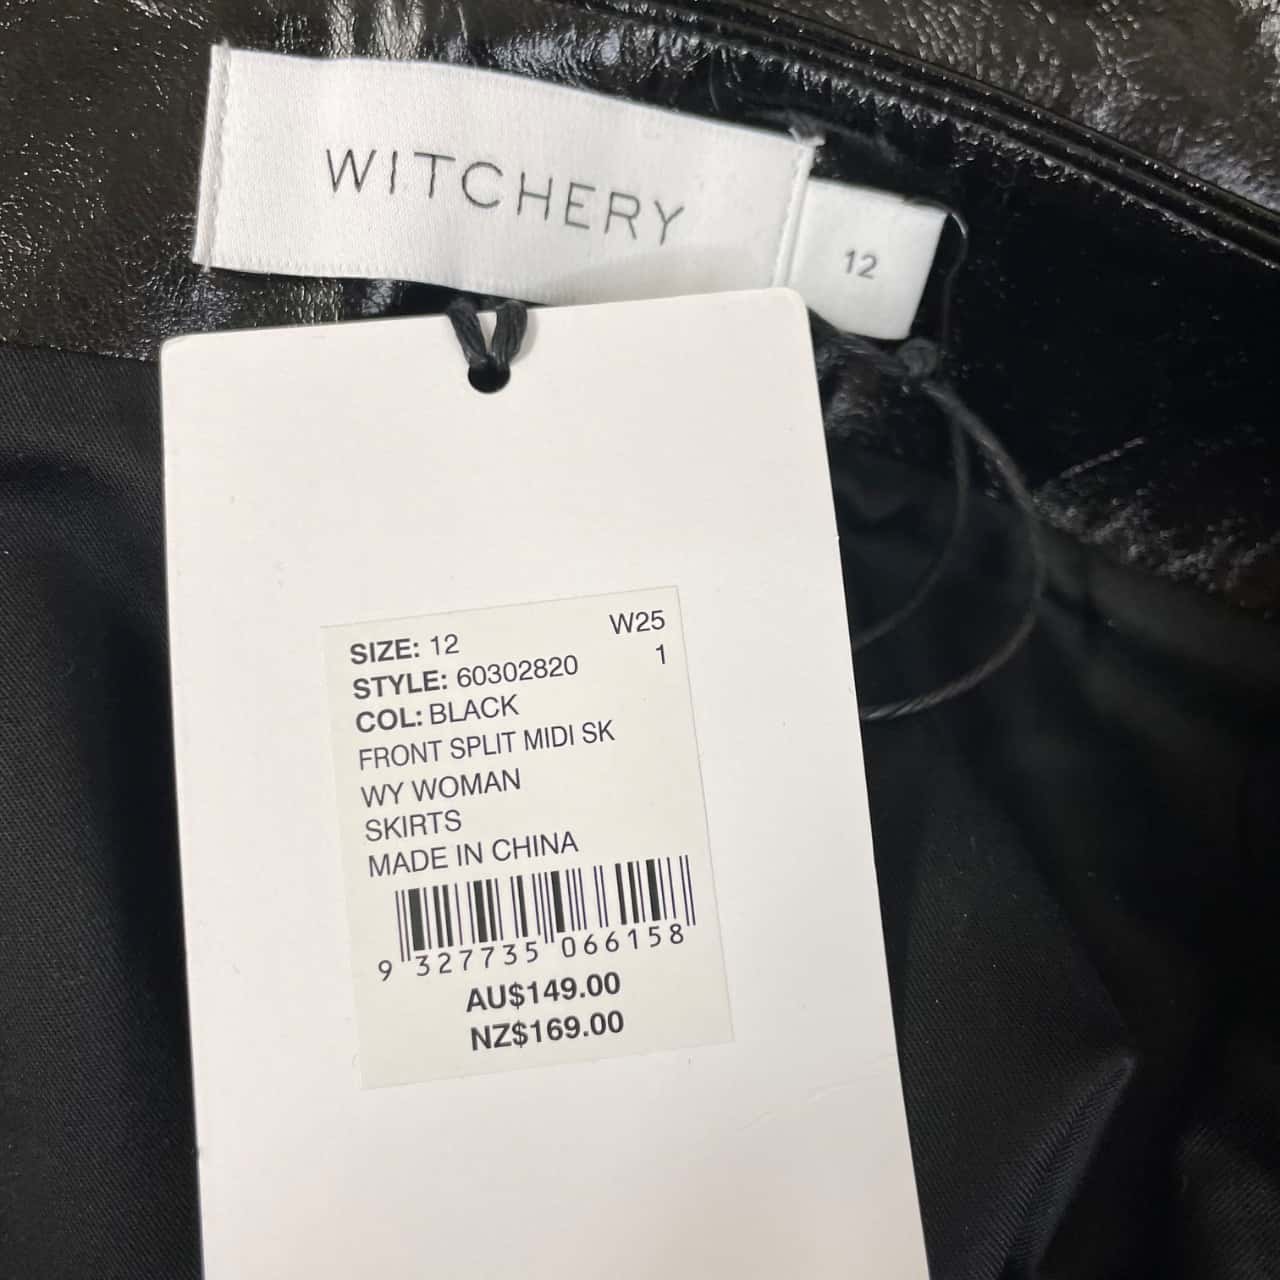 WITCHERY
12
SIZE: 12 W25
STYLE: 60302820 1
COL: BLACK
FRONT SPLIT MIDI SK
WY WOMAN
SKIRTS
MADE IN CHINA
9 327735 066158
AU$149.00
NZ$169.00